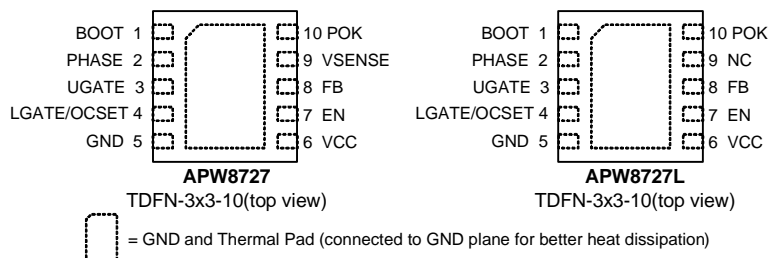 BOOT 1 10 POK
PHASE 2 9 VSENSE
UGATE 3 8 FB
LGATE/OCSET 4 7 EN
GND 5 6 VCC
APW8727
TDFN-3x3-10(top view)
BOOT 1 10 POK
PHASE 2 9 NC
UGATE 3 8 FB
LGATE/OCSET 4 7 EN
GND 5 6 VCC
APW8727L
TDFN-3x3-10(top view)
= GND and Thermal Pad (connected to GND plane for better heat dissipation)